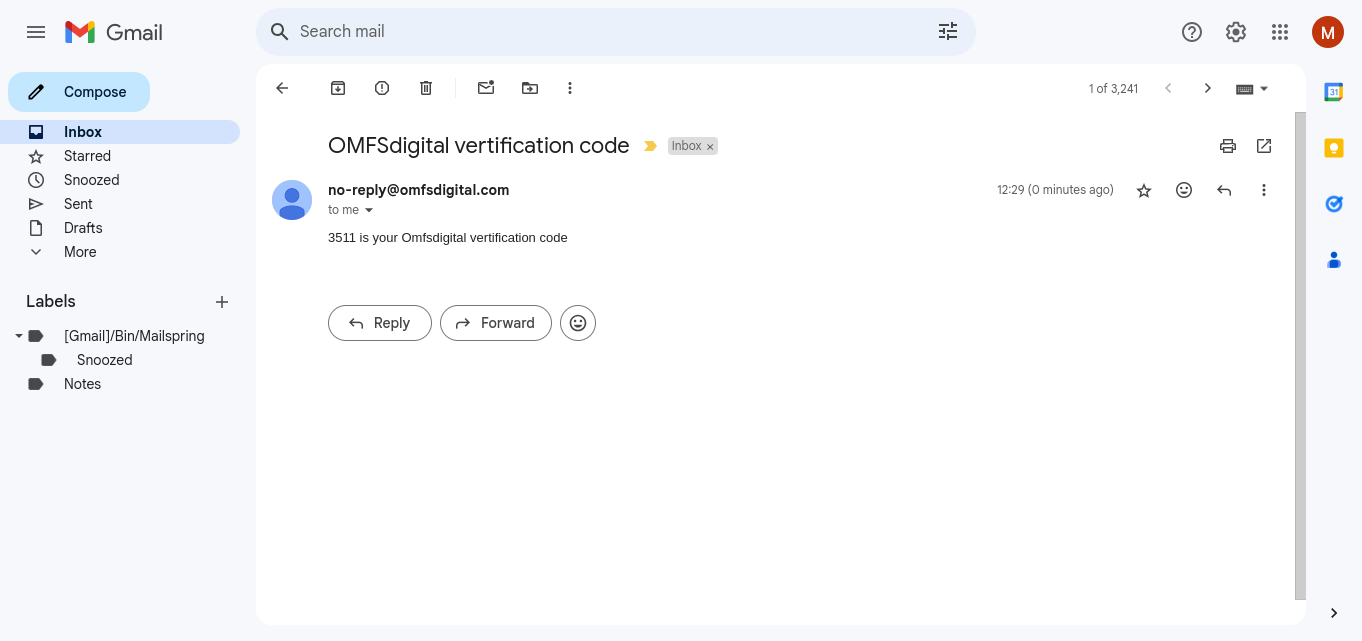 Gmail
Search mail
M
Compose
1 of 3,241
31
Inbox
Starred
Snoozed
Sent
Drafts
More
OMFSdigital vertification code
Inbox ×
no-reply@omfsdigital.com
12:29 (0 minutes ago)
to me
3511 is your Omfsdigital vertification code
Reply
Forward
Labels
[Gmail]/Bin/Mailspring
Snoozed
Notes